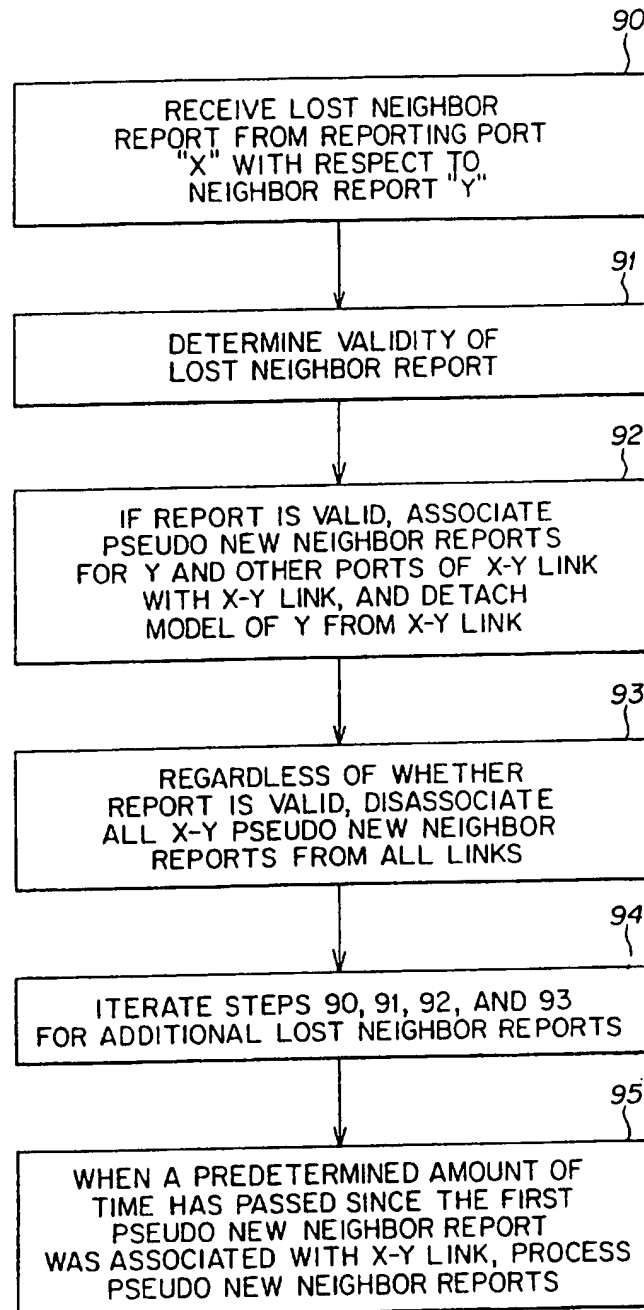 90
RECEIVE LOST NEIGHBOR
REPORT FROM REPORTING PORT
"X" WITH RESPECT TO
NEIGHBOR REPORT "Y"
91
DETERMINE VALIDITY OF
LOST NEIGHBOR REPORT
92
IF REPORT IS VALID, ASSOCIATE
PSEUDO NEW NEIGHBOR REPORTS
FOR Y AND OTHER PORTS OF X-Y LINK
WITH X-Y LINK, AND DETACH
MODEL OF Y FROM X-Y LINK
93
REGARDLESS OF WHETHER
REPORT IS VALID, DISASSOCIATE
ALL X-Y PSEUDO NEW NEIGHBOR
REPORTS FROM ALL LINKS
94
ITERATE STEPS 90, 91, 92, AND 93
FOR ADDITIONAL LOST NEIGHBOR REPORTS
95
WHEN A PREDETERMINED AMOUNT OF
TIME HAS PASSED SINCE THE FIRST
PSEUDO NEW NEIGHBOR REPORT
WAS ASSOCIATED WITH X-Y LINK, PROCESS
PSEUDO NEW NEIGHBOR REPORTS